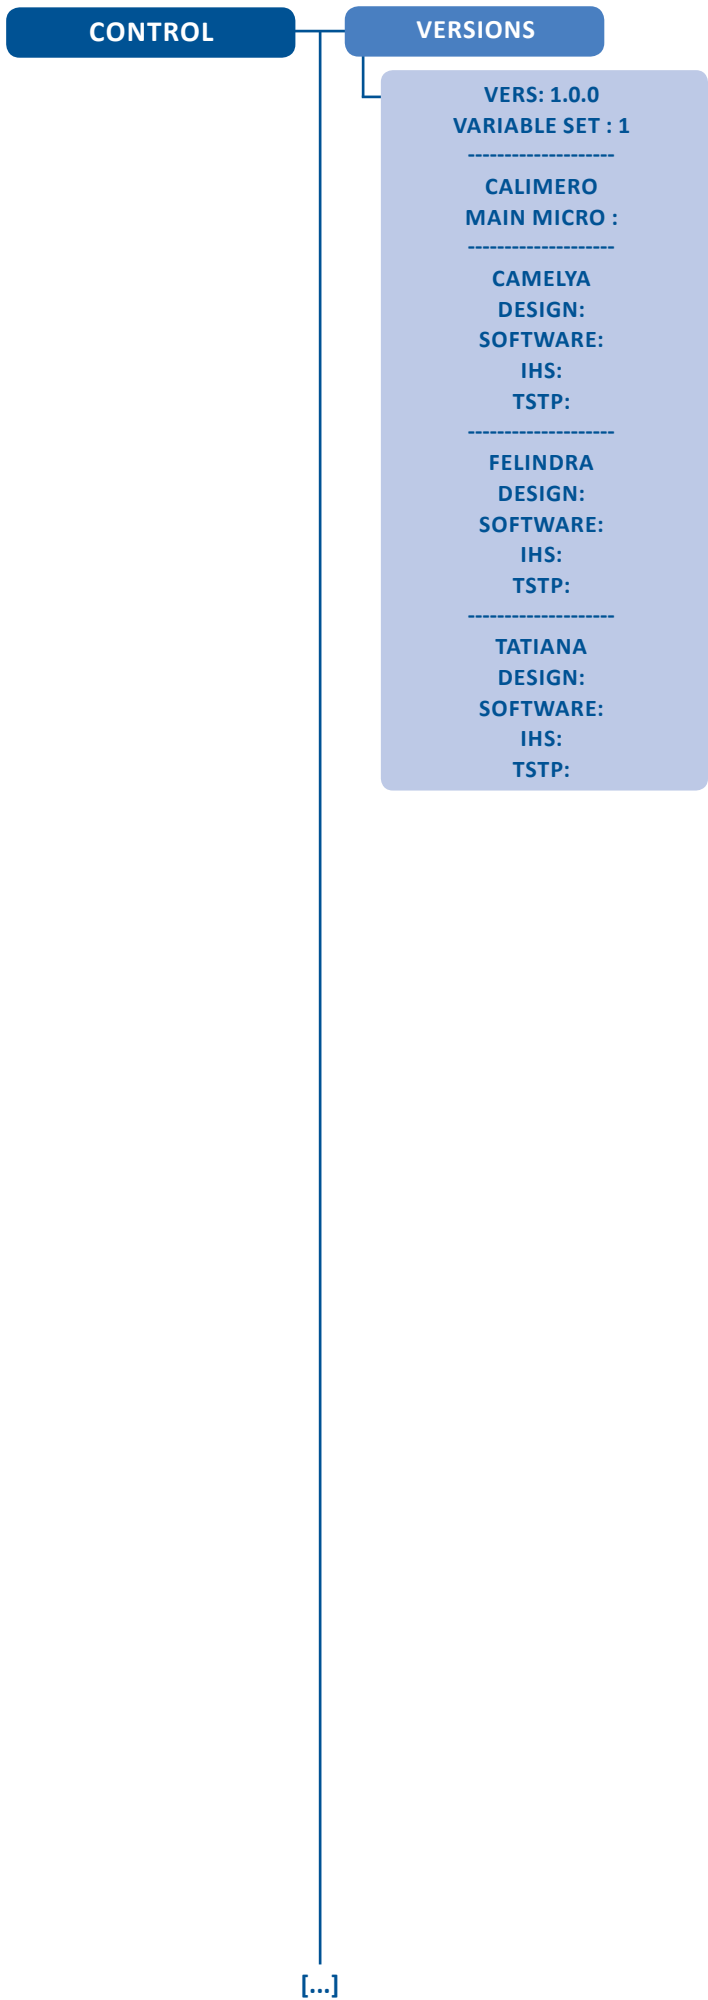 CONTROL
VERSIONS
VERS: 1.0.0
VARIABLE SET : 1
--------------------
CALIMERO
MAIN MICRO :
--------------------
CAMELYA
DESIGN:
SOFTWARE:
IHS:
TSTP:
--------------------
FELINDRA
DESIGN:
SOFTWARE:
IHS:
TSTP:
--------------------
TATIANA
DESIGN:
SOFTWARE:
IHS:
TSTP:
[...]